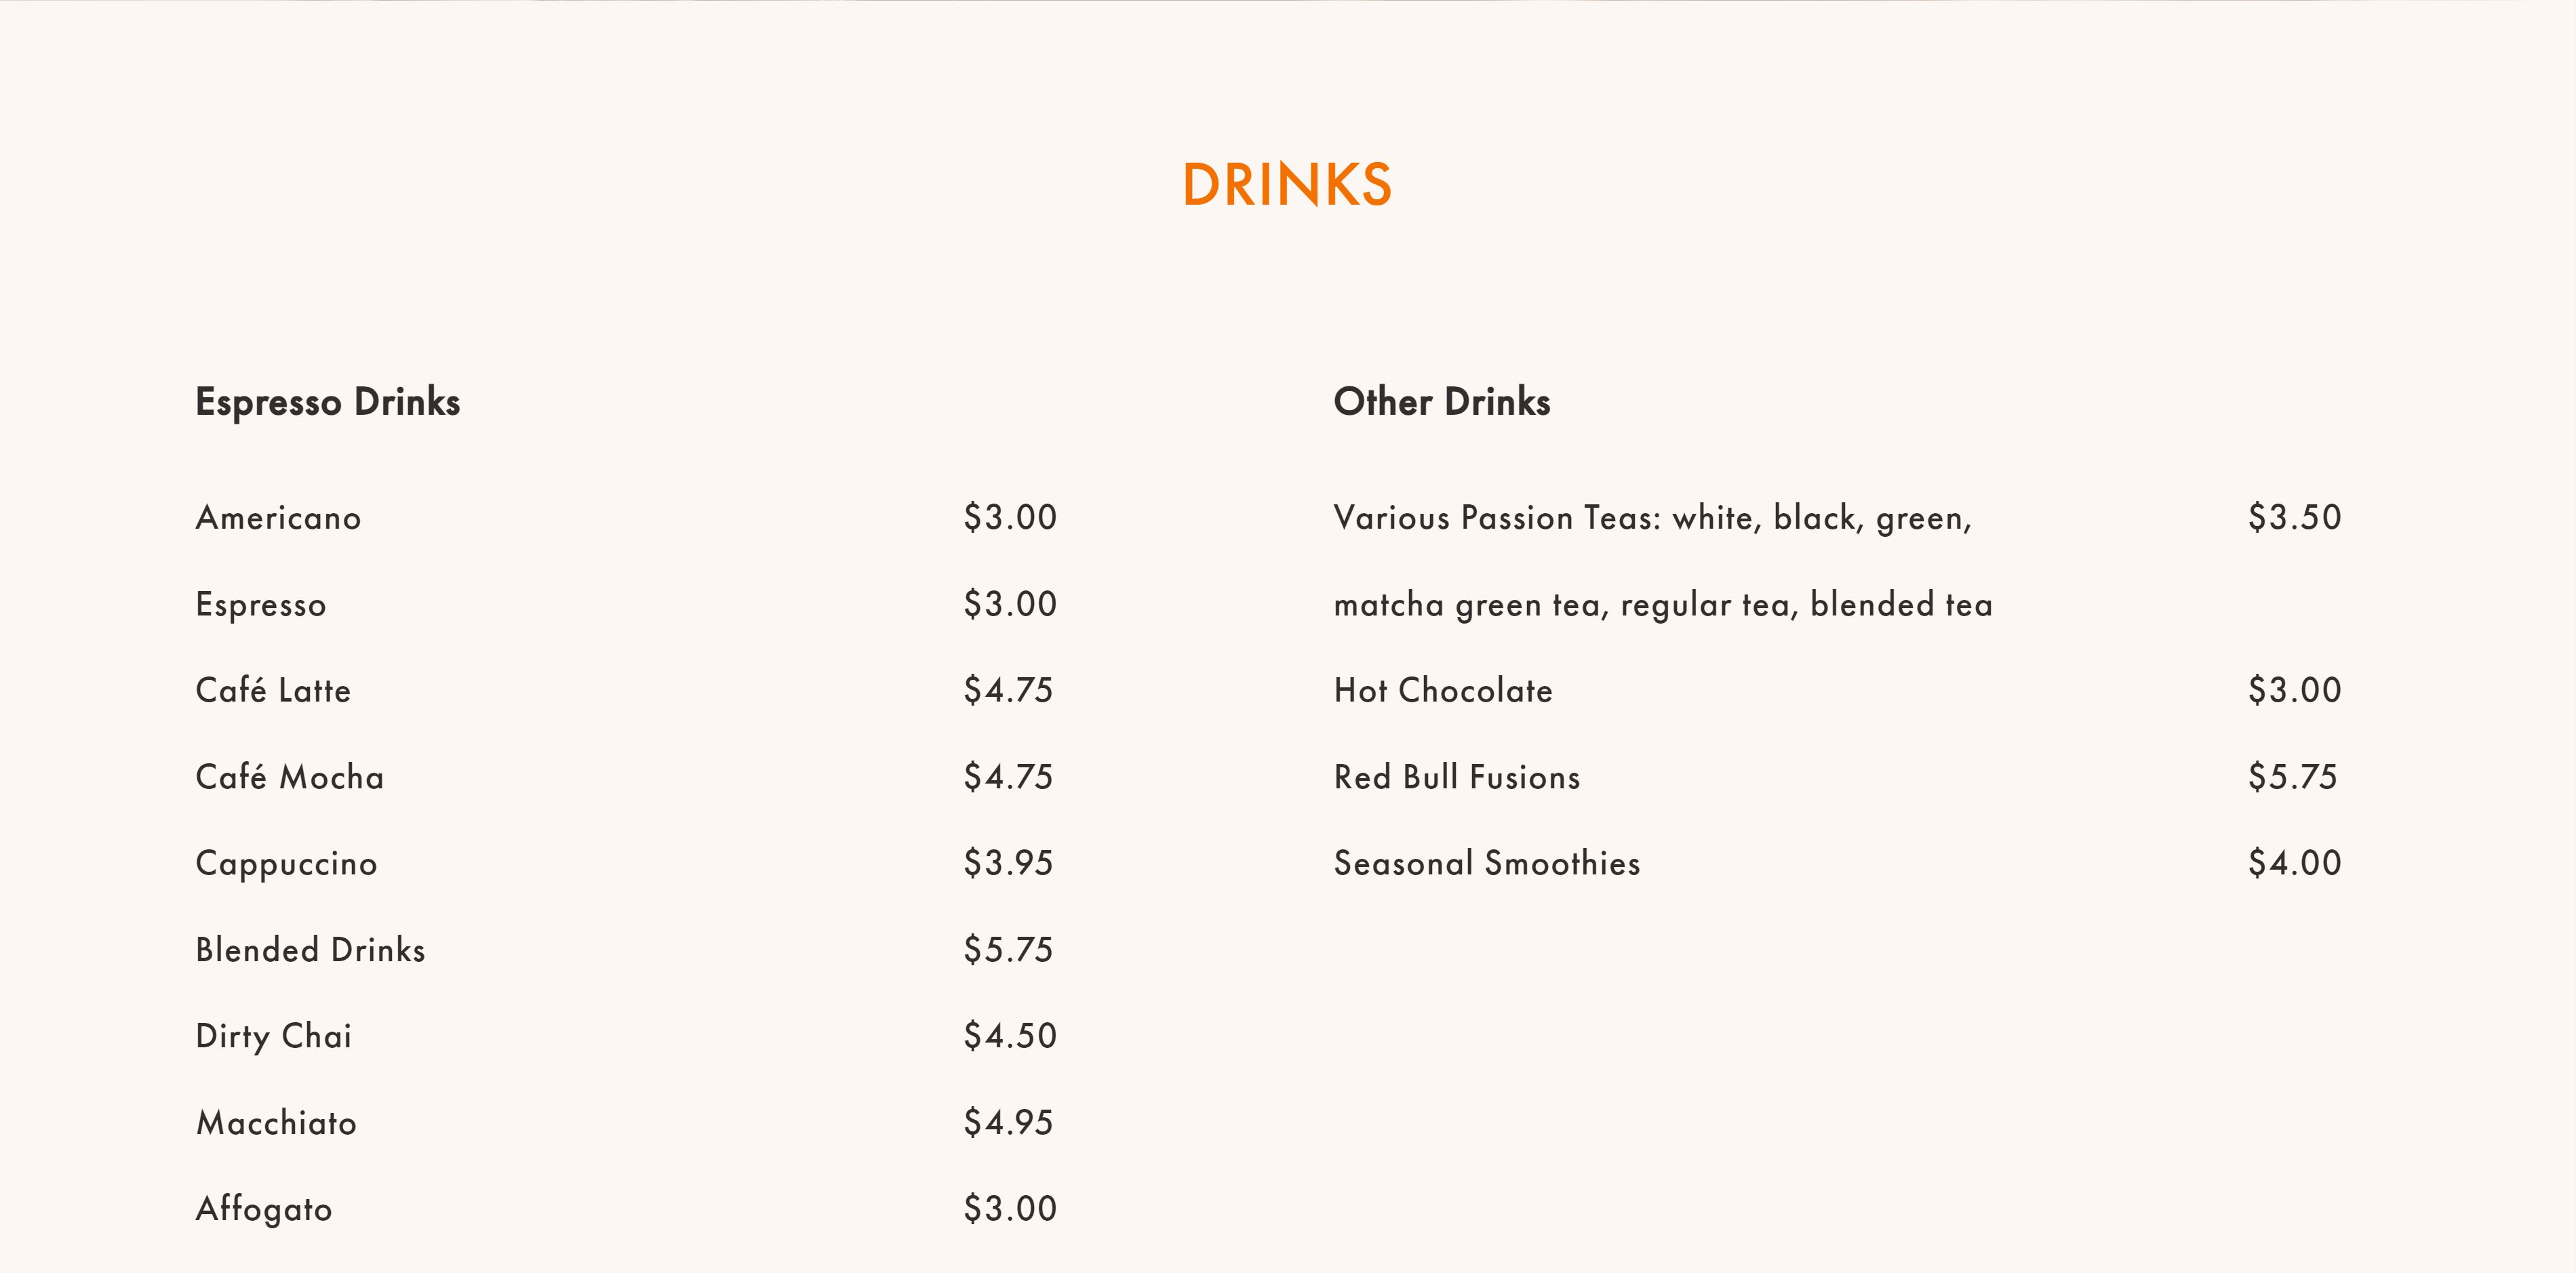 DRINKS
Espresso Drinks
Americano $3.00
Espresso $3.00
Café Latte $4.75
Café Mocha $4.75
Cappuccino $3.95
Blended Drinks $5.75
Dirty Chai $4.50
Macchiato $4.95
Affogato $3.00
Other Drinks
Various Passion Teas: white, black, green, $3.50
matcha green tea, regular tea, blended tea
Hot Chocolate $3.00
Red Bull Fusions $5.75
Seasonal Smoothies $4.00